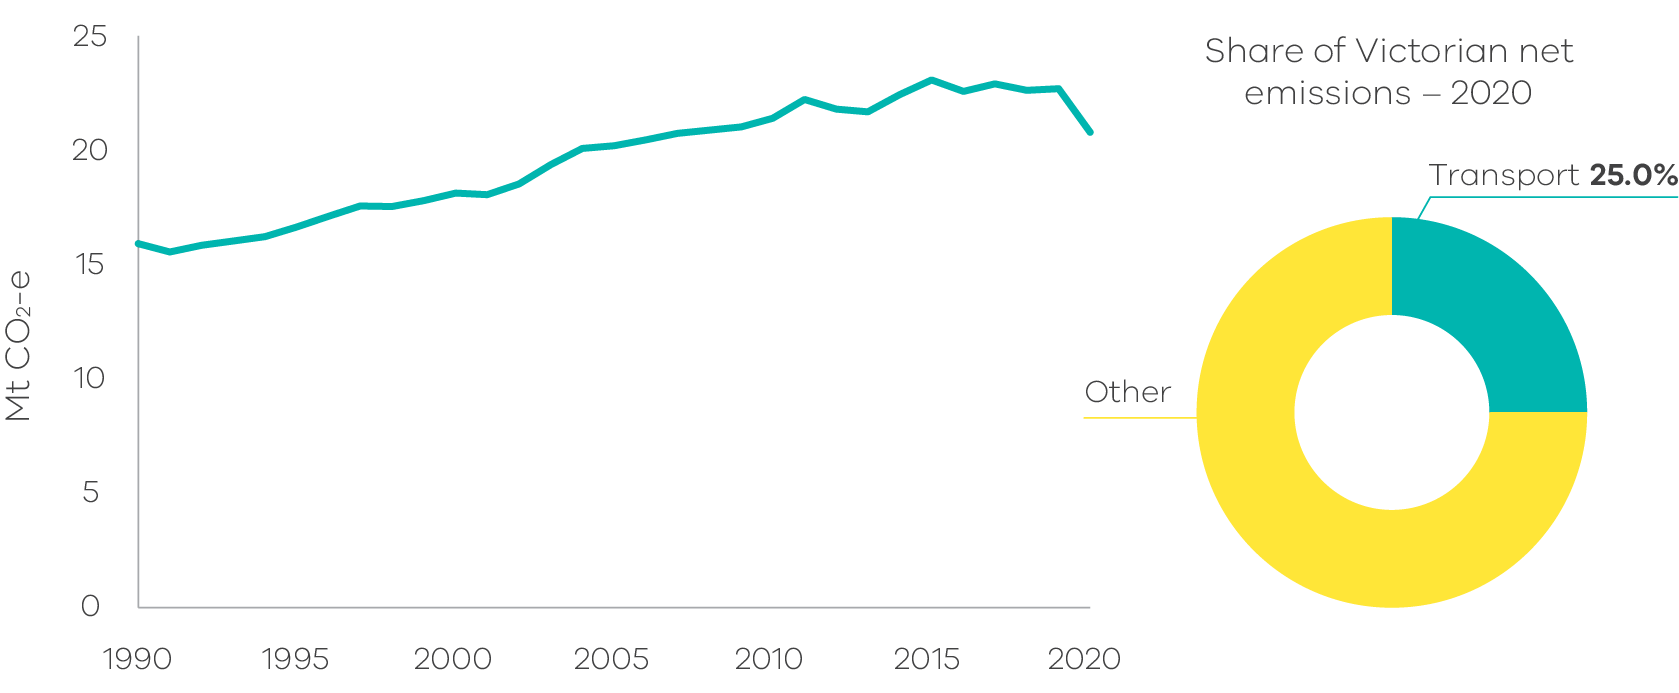 25
20
15
10
5
0
Mt CO₂-e
1990 1995 2000 2005 2010 2015 2020
Share of Victorian net
emissions – 2020
Transport 25.0%
Other